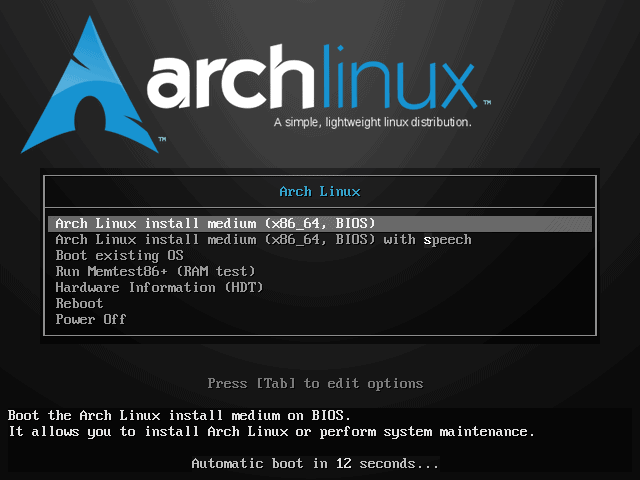 archlinux™
A simple, lightweight linux distribution.
™
Arch Linux
Arch Linux install medium (x86_64, BIOS)
Arch Linux install medium (x86_64, BIOS) with speech
Boot existing OS
Run Memtest86+ (RAM test)
Hardware Information (HDT)
Reboot
Power Off
Press [Tab] to edit options
Boot the Arch Linux install medium on BIOS.
It allows you to install Arch Linux or perform system maintenance.
Automatic boot in 12 seconds...